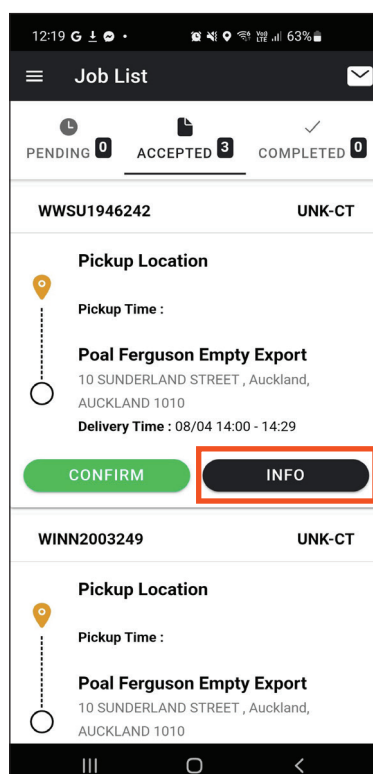 12:19 G 63%
Job List
PENDING 0 ACCEPTED 3 COMPLETED 0
WWSU1946242 UNK-CT
Pickup Location
Pickup Time :
Poal Ferguson Empty Export
10 SUNDERLAND STREET , Auckland,
AUCKLAND 1010
Delivery Time : 08/04 14:00 - 14:29
CONFIRM INFO
WINN2003249 UNK-CT
Pickup Location
Pickup Time :
Poal Ferguson Empty Export
10 SUNDERLAND STREET , Auckland,
AUCKLAND 1010